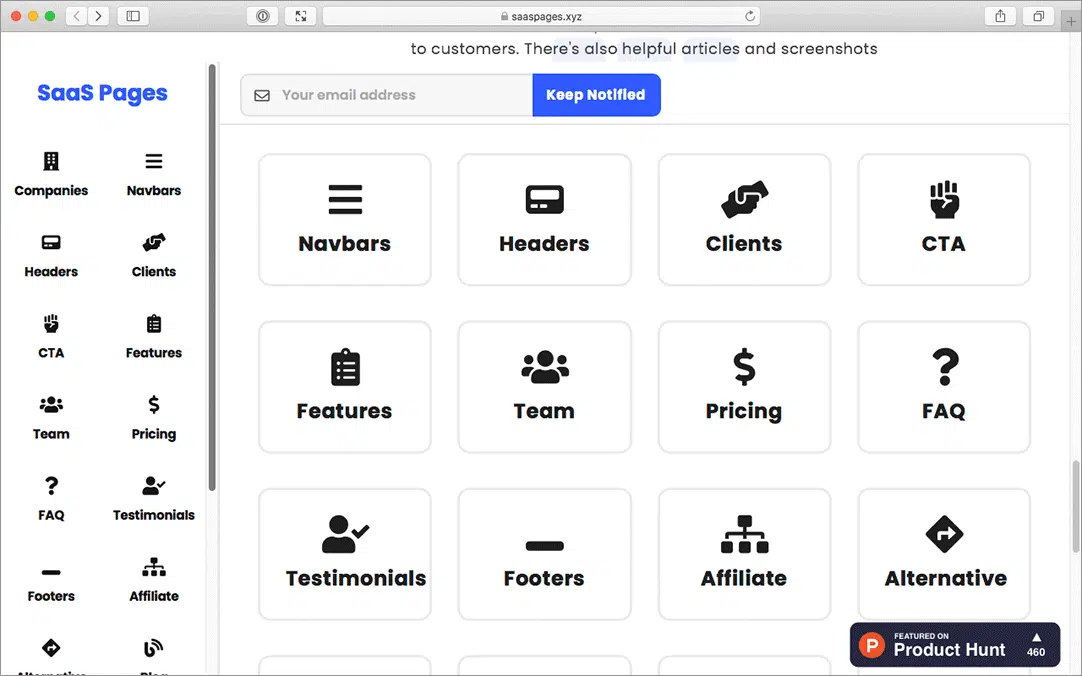 saaspages.xyz
to customers. There's also helpful articles and screenshots
SaaS Pages
Your email address
Keep Notified
Companies
Navbars
Headers
Clients
CTA
Features
Team
Pricing
FAQ
Testimonials
Footers
Affiliate
Alternative
Blog
Navbars
Headers
Clients
CTA
Features
Team
Pricing
FAQ
Testimonials
Footers
Affiliate
Alternative
FEATURED ON
Product Hunt
460